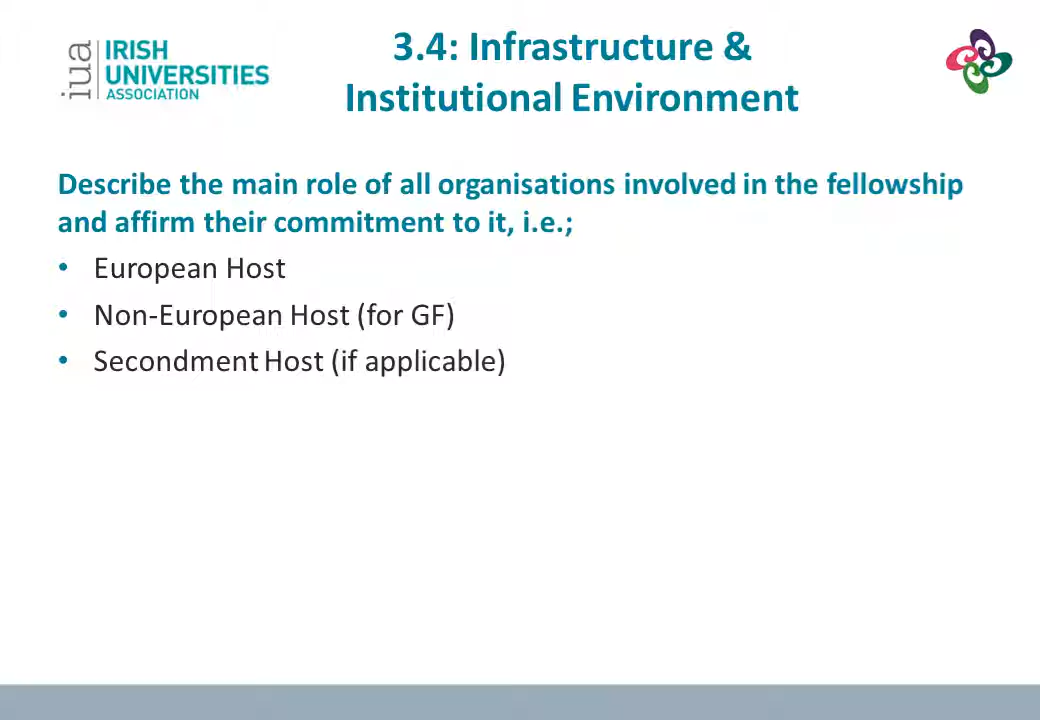 iua
IRISH
UNIVERSITIES
ASSOCIATION
3.4: Infrastructure &
Institutional Environment
Describe the main role of all organisations involved in the fellowship
and affirm their commitment to it, i.e.;
• European Host
• Non-European Host (for GF)
• Secondment Host (if applicable)